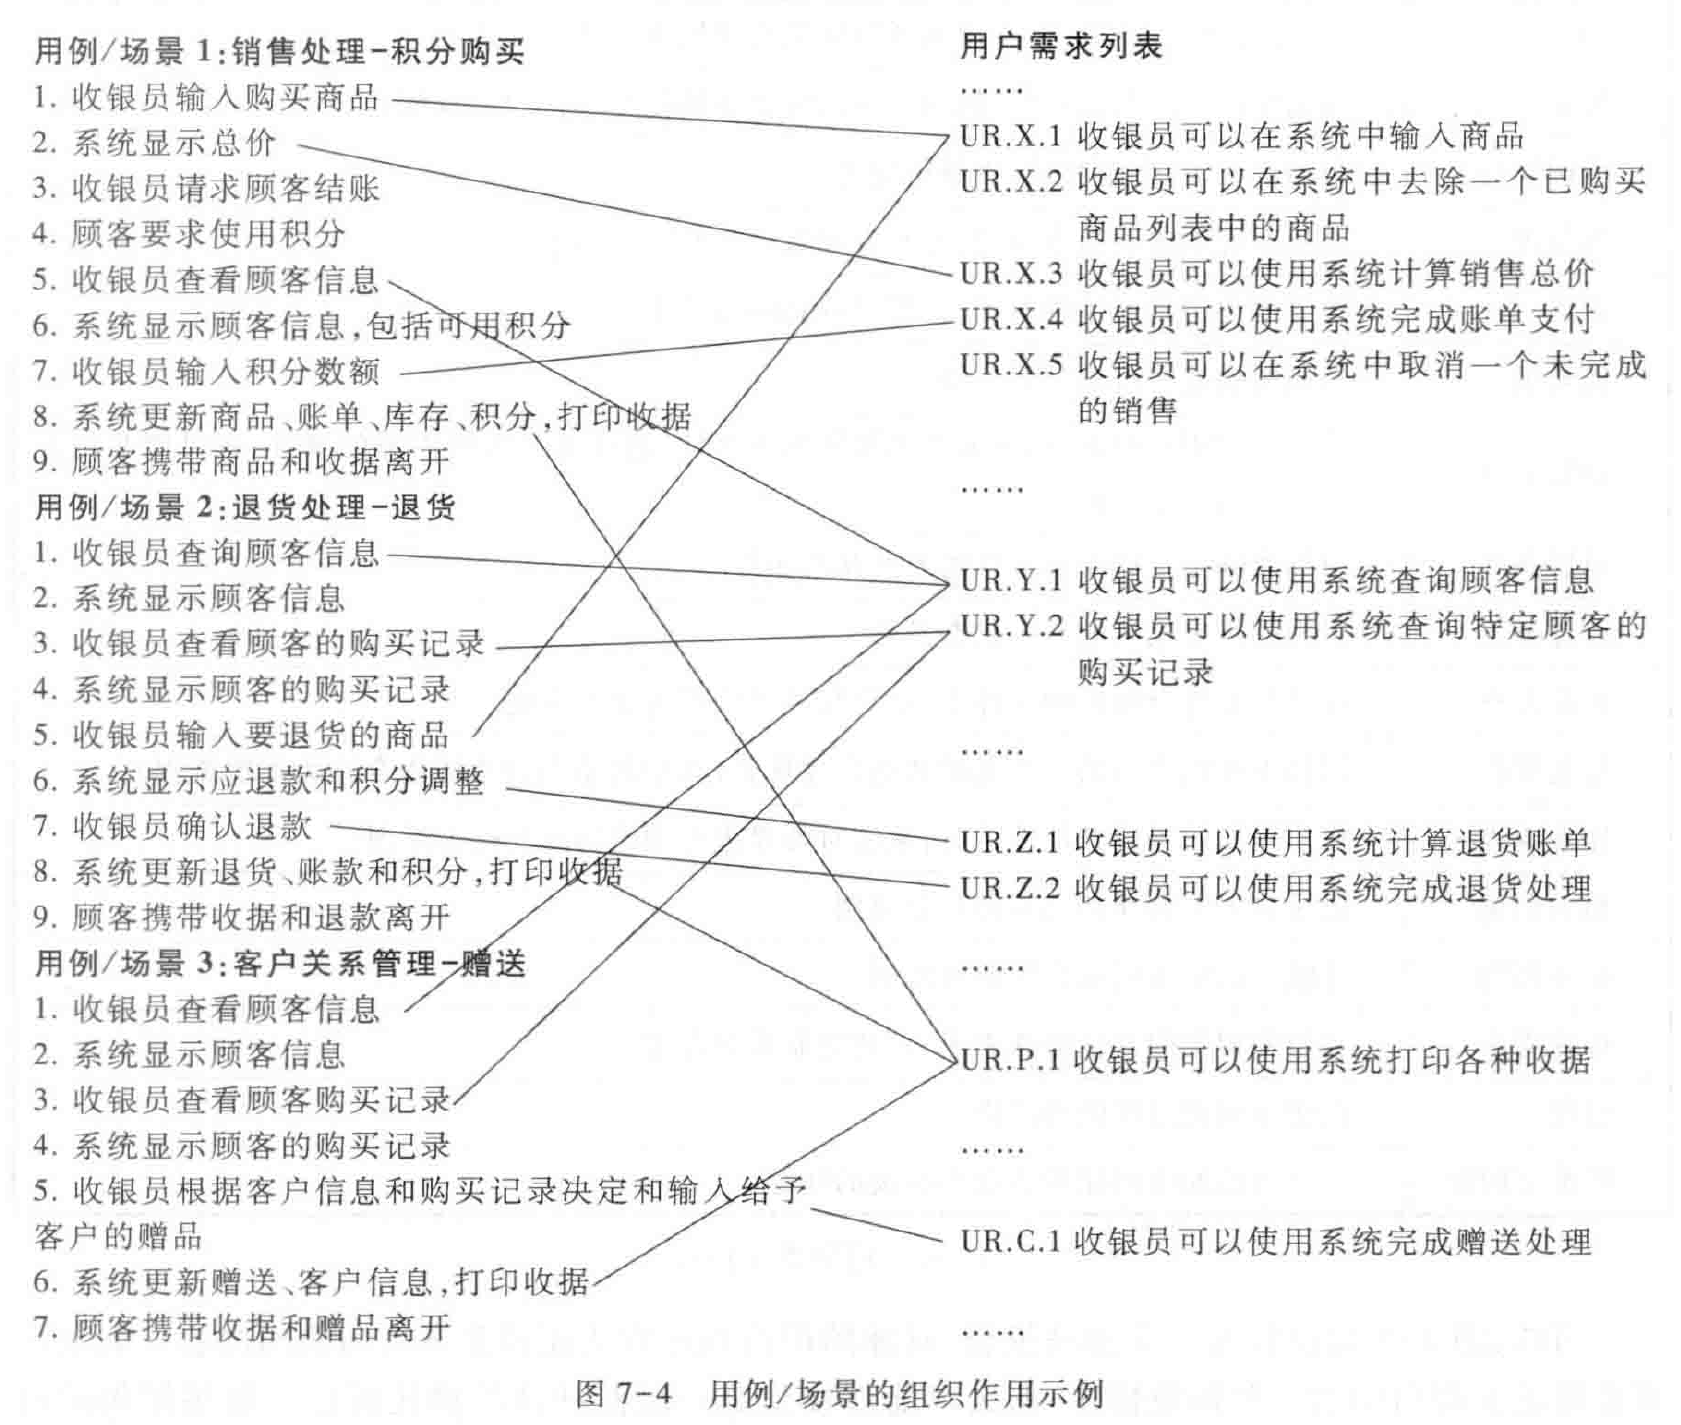 用例/场景 1:销售处理-积分购买
1. 收银员输入购买商品
2. 系统显示总价
3. 收银员请求顾客结账
4. 顾客要求使用积分
5. 收银员查看顾客信息
6. 系统显示顾客信息,包括可用积分
7. 收银员输入积分数额
8. 系统更新商品、账单、库存、积分,打印收据
9. 顾客携带商品和收据离开
用例/场景 2:退货处理-退货
1. 收银员查询顾客信息
2. 系统显示顾客信息
3. 收银员查看顾客的购买记录
4. 系统显示顾客的购买记录
5. 收银员输入要退货的商品
6. 系统显示应退款和积分调整
7. 收银员确认退款
8. 系统更新退货、账款和积分,打印收据
9. 顾客携带收据和退款离开
用例/场景 3:客户关系管理-赠送
1. 收银员查看顾客信息
2. 系统显示顾客信息
3. 收银员查看顾客购买记录
4. 系统显示顾客的购买记录
5. 收银员根据客户信息和购买记录决定和输入给予
客户的赠品
6. 系统更新赠送、客户信息,打印收据
7. 顾客携带收据和赠品离开
用户需求列表
……
UR.X.1 收银员可以在系统中输入商品
UR.X.2 收银员可以在系统中去除一个已购买
商品列表中的商品
UR.X.3 收银员可以使用系统计算销售总价
UR.X.4 收银员可以使用系统完成账单支付
UR.X.5 收银员可以在系统中取消一个未完成
的销售
……
UR.Y.1 收银员可以使用系统查询顾客信息
UR.Y.2 收银员可以使用系统查询特定顾客的
购买记录
……
UR.Z.1 收银员可以使用系统计算退货账单
UR.Z.2 收银员可以使用系统完成退货处理
……
UR.P.1 收银员可以使用系统打印各种收据
……
UR.C.1 收银员可以使用系统完成赠送处理
……
图 7-4 用例/场景的组织作用示例